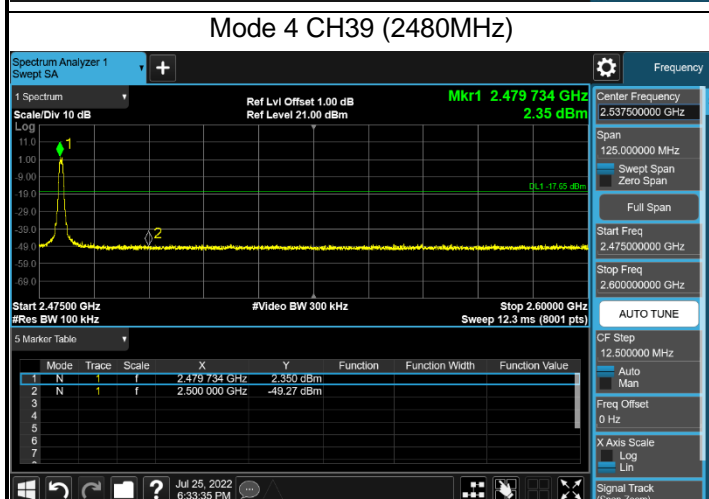 Mode 4 CH39 (2480MHz)
Spectrum Analyzer 1
Swept SA
+
Frequency
1 Spectrum
Scale/Div 10 dB
Ref Lvl Offset 1.00 dB
Ref Level 21.00 dBm
Mkr1 2.479 734 GHz
2.35 dBm
Log
11.0
1.00
-9.00
-19.0
-29.0
-39.0
-49.0
-59.0
-69.0
1
2
DL1 -17.65 dBm
Start 2.47500 GHz
#Video BW 300 kHz
Stop 2.60000 GHz
#Res BW 100 kHz
Sweep 12.3 ms (8001 pts)
5 Marker Table
Mode Trace Scale X Y Function Function Width Function Value
1 N 1 f 2.479 734 GHz 2.350 dBm
2 N 1 f 2.500 000 GHz -49.27 dBm
3
4
5
6
7
Center Frequency
2.537500000 GHz
Span
125.000000 MHz
Swept Span
Zero Span
Full Span
Start Freq
2.475000000 GHz
Stop Freq
2.600000000 GHz
AUTO TUNE
CF Step
12.500000 MHz
Auto
Man
Freq Offset
0 Hz
X Axis Scale
Log
Lin
Signal Track
(Span Zoom)
?
Jul 25, 2022
6:33:35 PM